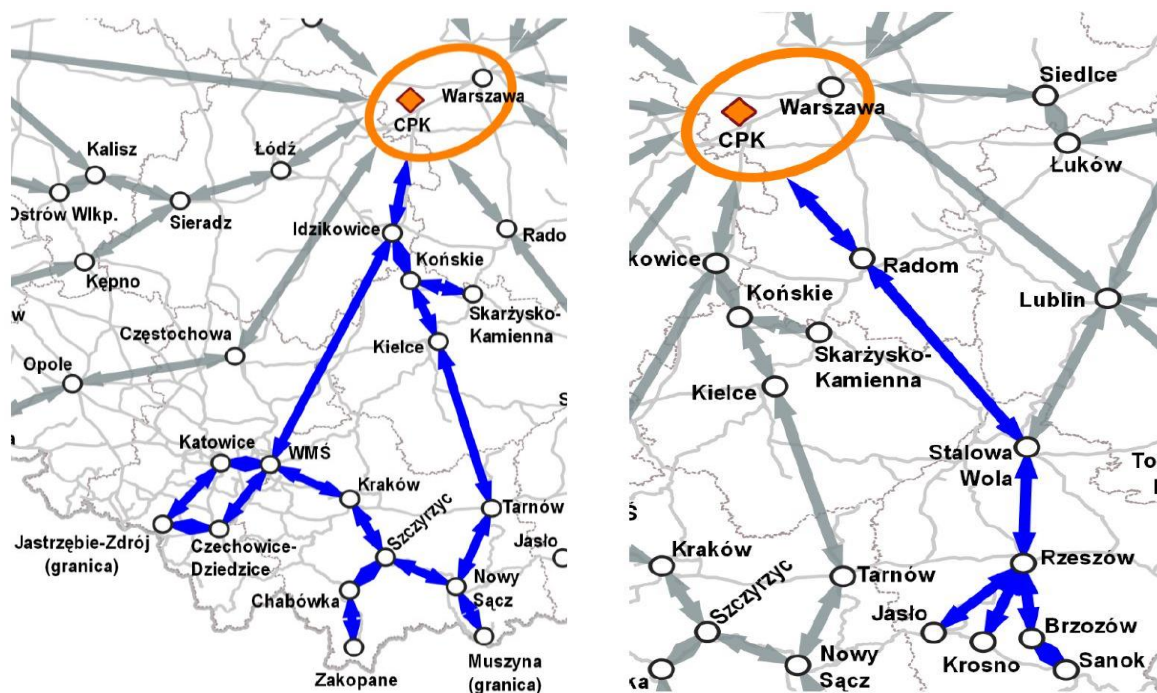 Warszawa
CPK
Kalisz
Łódź
Ostrów Wlkp.
Sieradz
Idzikowice
Rado
Końskie
Kępno
w
Skarżysko-
Kamienna
Częstochowa
Kielce
Opole
S
a
Katowice
WMŚ
Kraków
Tarnów
Szczyrzyc
Jastrzębie-Zdrój
(granica)
Czechowice-
Dziedzice
Jasło
Chabówka
Nowy
Sącz
Muszyna
(granica)
Zakopane
Siedlce
Warszawa
CPK
Łuków
kowice
Radom
Końskie
Lublin
Skarżysko-
Kamienna
Kielce
Stalowa
Wola
To
Ś
Kraków
Rzeszów
Szczyrzyc
Tarnów
Jasło
Brzozów
Krosno
Sanok
Nowy
Sącz
ka